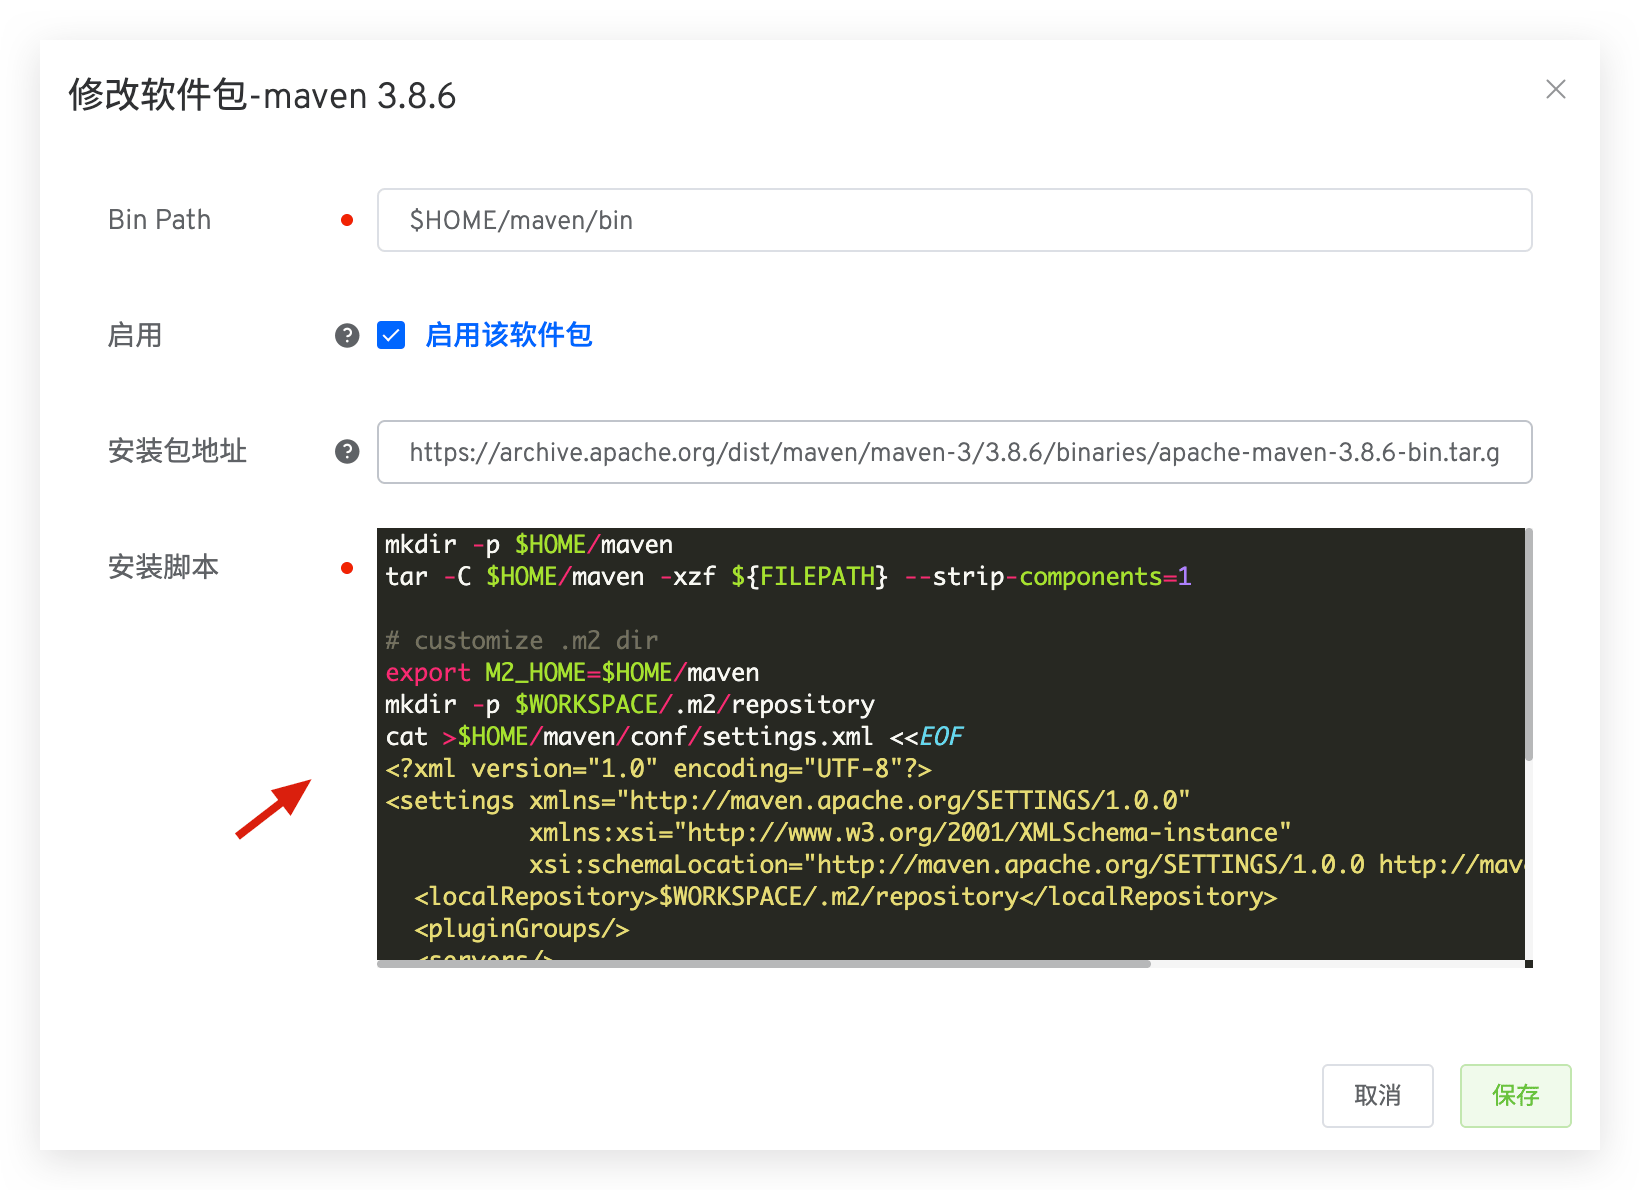 修改软件包-maven 3.8.6
Bin Path
$HOME/maven/bin
启用
启用该软件包
安装包地址
https://archive.apache.org/dist/maven/maven-3/3.8.6/binaries/apache-maven-3.8.6-bin.tar.g
安装脚本
mkdir -p $HOME/maven
tar -C $HOME/maven -xzf ${FILEPATH} --strip-components=1
# customize .m2 dir
export M2_HOME=$HOME/maven
mkdir -p $WORKSPACE/.m2/repository
cat >$HOME/maven/conf/settings.xml <<EOF
<?xml version="1.0" encoding="UTF-8"?>
<settings xmlns="http://maven.apache.org/SETTINGS/1.0.0"
xmlns:xsi="http://www.w3.org/2001/XMLSchema-instance"
xsi:schemaLocation="http://maven.apache.org/SETTINGS/1.0.0 http://mav
<localRepository>$WORKSPACE/.m2/repository</localRepository>
<pluginGroups/>
<servers/>
取消
保存